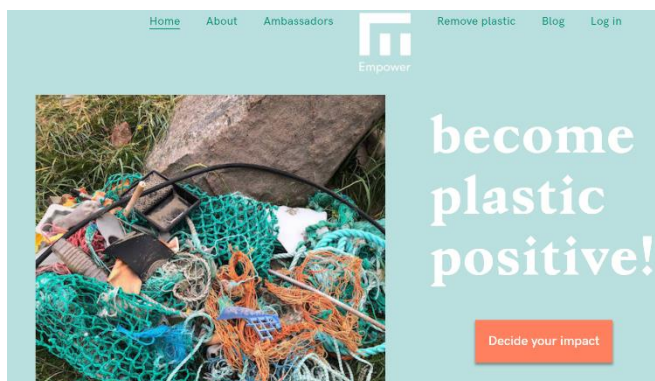 Home About Ambassadors Remove plastic Blog Log in
Empower
become
plastic
positive!
Decide your impact